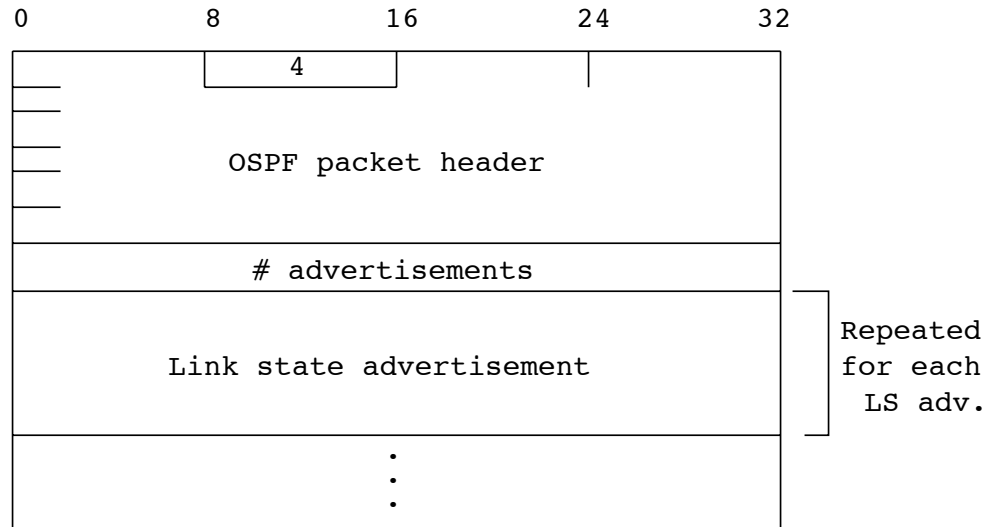 0 8 16 24 32
4
OSPF packet header
# advertisements
Link state advertisement
Repeated
for each
LS adv.
.
.
.